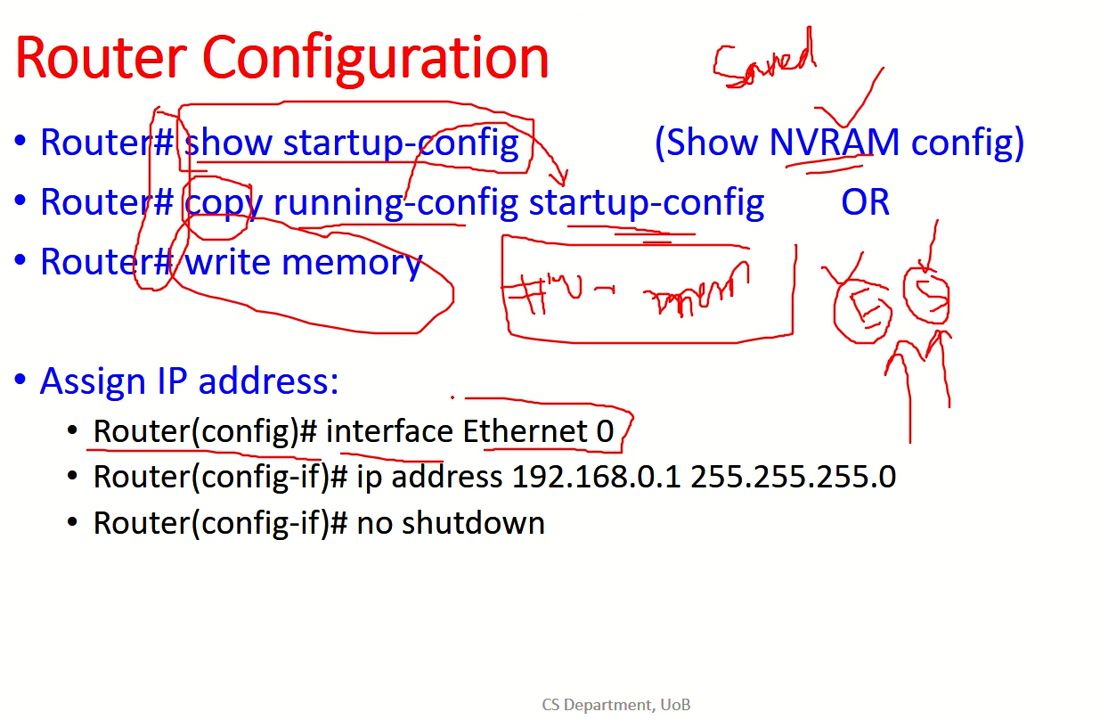 Router Configuration
Saved
• Router# show startup-config (Show NVRAM config)
• Router# copy running-config startup-config OR
• Router# write memory
E S
• Assign IP address:
• Router(config)# interface Ethernet 0
• Router(config-if)# ip address 192.168.0.1 255.255.255.0
• Router(config-if)# no shutdown
CS Department, UoB